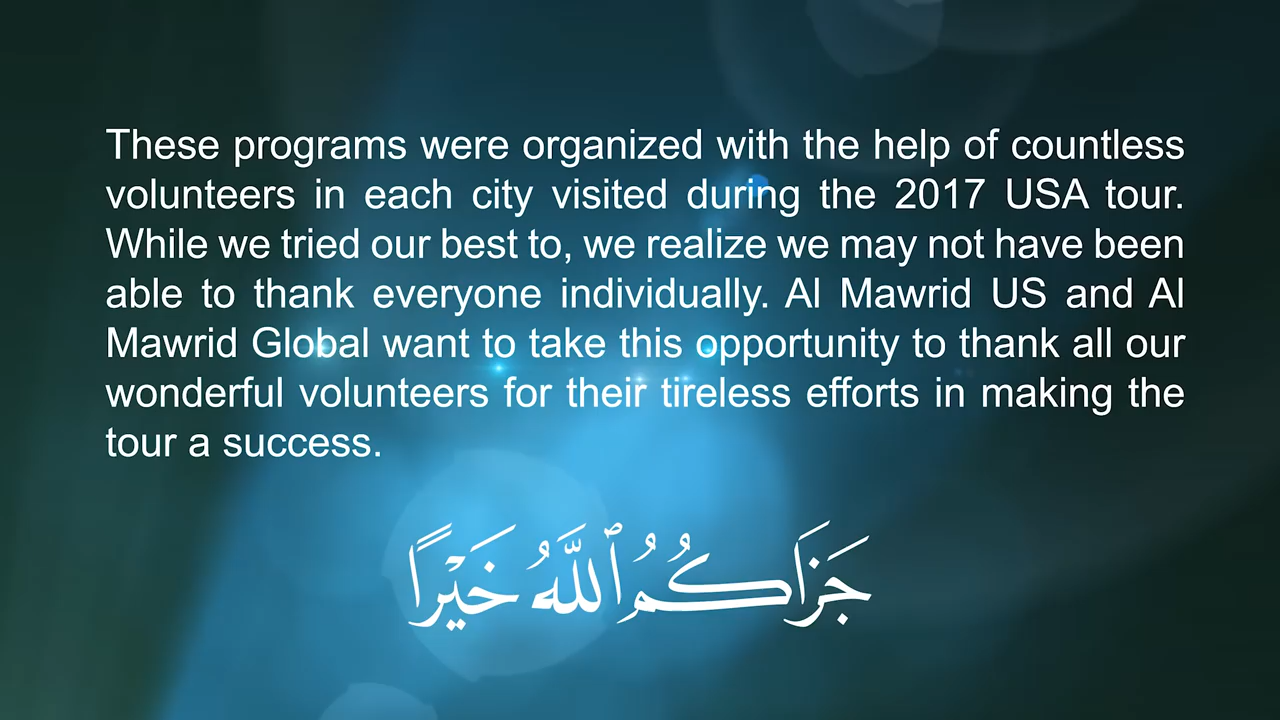 These programs were organized with the help of countless
volunteers in each city visited during the 2017 USA tour.
While we tried our best to, we realize we may not have been
able to thank everyone individually. Al Mawrid US and Al
Mawrid Global want to take this opportunity to thank all our
wonderful volunteers for their tireless efforts in making the
tour a success.
جَزَاكُمُ ٱللَّهُ خَيْرًا